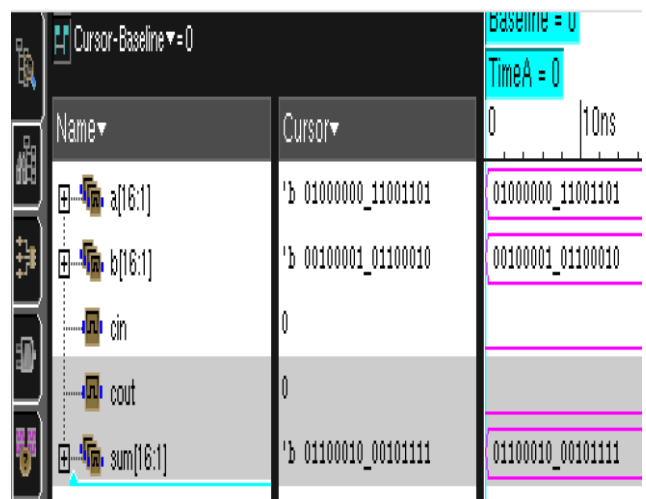 Cursor-Baseline▾=0
Baseline = 0
TimeA = 0
Name▾ Cursor▾ 0 10ns
a[16:1] 'b 01000000_11001101 01000000_11001101
b[16:1] 'b 00100001_01100010 00100001_01100010
cin 0
cout 0
sum[16:1] 'b 01100010_00101111 01100010_00101111